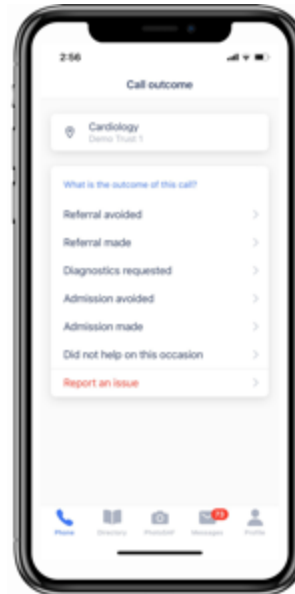 2:56
Call outcome
Cardiology
Demo Trust 1
What is the outcome of this call?
Referral avoided
Referral made
Diagnostics requested
Admission avoided
Admission made
Did not help on this occasion
Report an issue
73
Phone Directory PhotoSAF Messages Profile